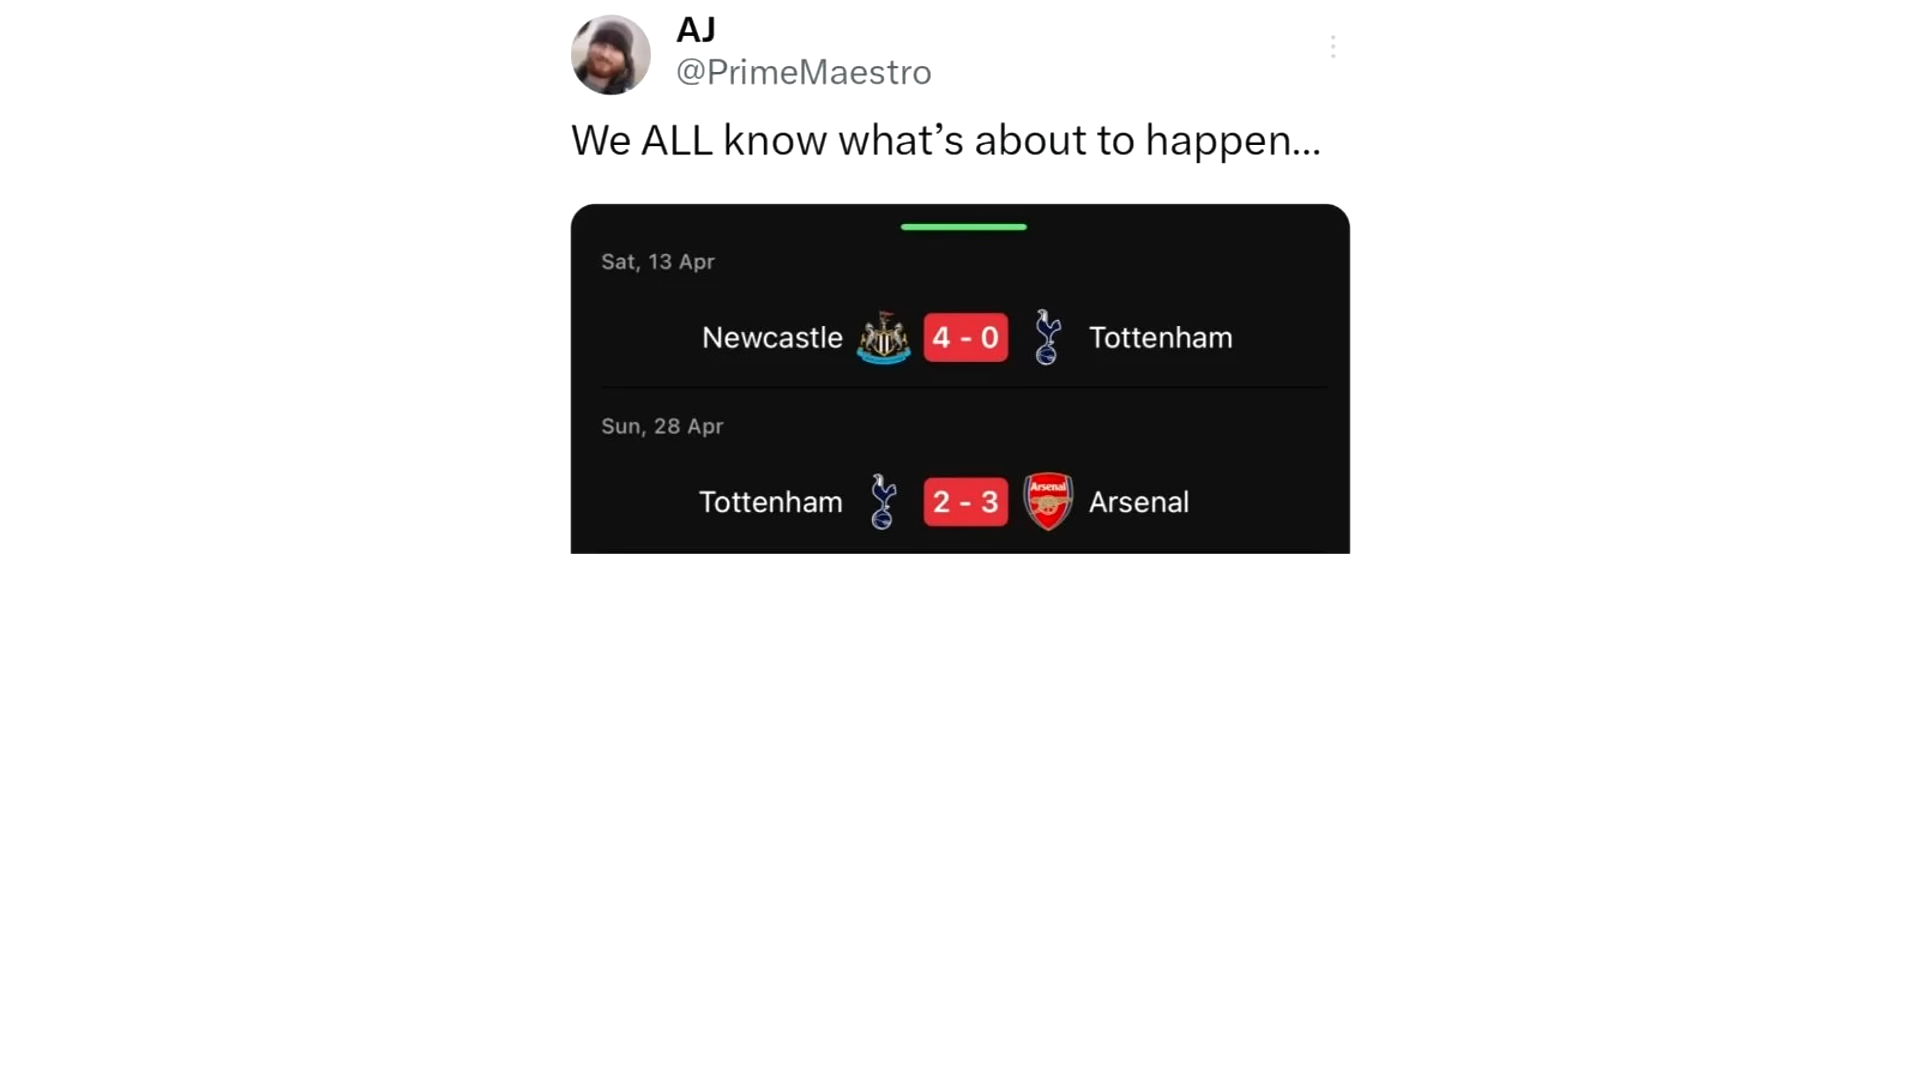 AJ
@PrimeMaestro
We ALL know what’s about to happen...
Sat, 13 Apr
Newcastle 4 - 0 Tottenham
Sun, 28 Apr
Tottenham 2 - 3 Arsenal Arsenal